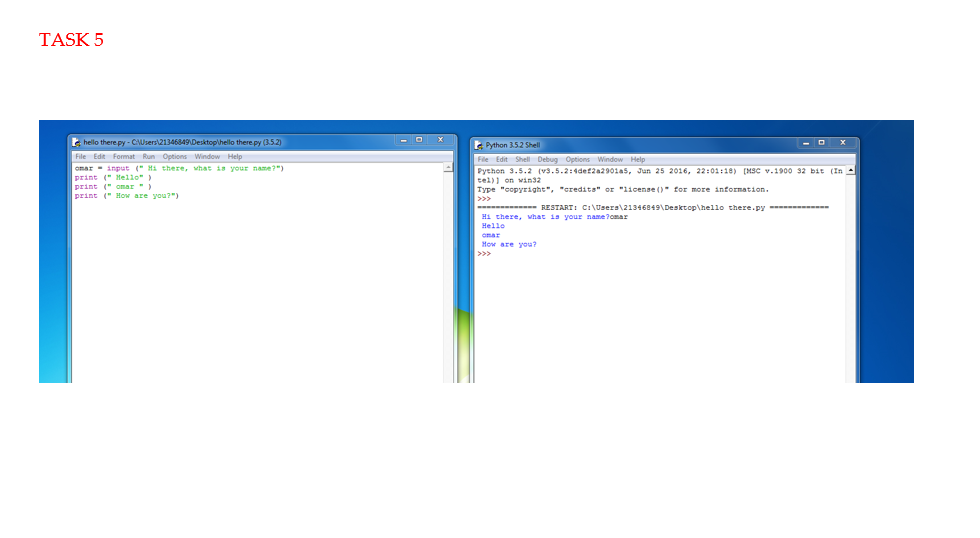 TASK 5
hello there.py - C:\Users\21346849\Desktop\hello there.py (3.5.2)
File Edit Format Run Options Window Help
omar = input (" Hi there, what is your name?")
print (" Hello" )
print (" omar " )
print (" How are you?")
Python 3.5.2 Shell
File Edit Shell Debug Options Window Help
Python 3.5.2 (v3.5.2:4def2a2901a5, Jun 25 2016, 22:01:18) [MSC v.1900 32 bit (In
tel)] on win32
Type "copyright", "credits" or "license()" for more information.
>>>
============= RESTART: C:\Users\21346849\Desktop\hello there.py =============
Hi there, what is your name?omar
Hello
omar
How are you?
>>>